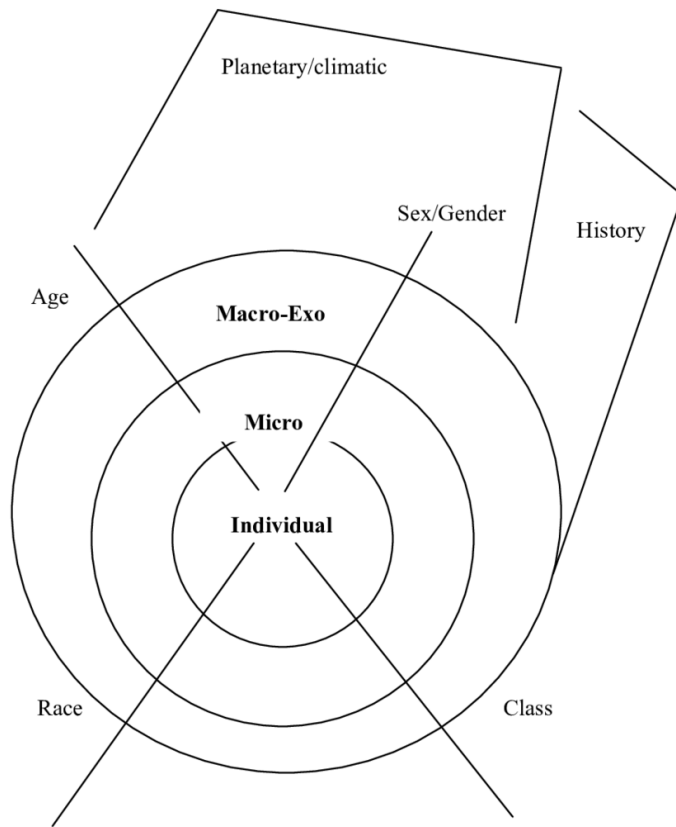 Planetary/climatic
Sex/Gender
History
Age
Macro-Exo
Micro
Individual
Race
Class